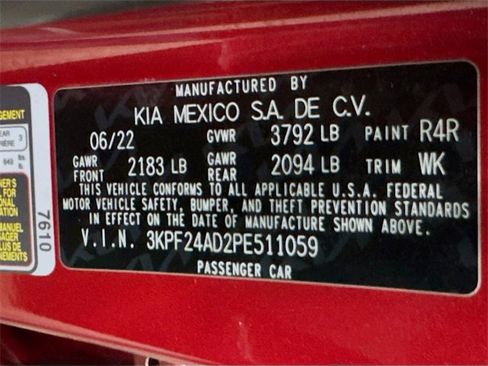 MANUFACTURED BY
KIA MEXICO S.A. DE C.V.
06/22 GVWR 3792 LB PAINT R4R
GAWR FRONT 2183 LB GAWR REAR 2094 LB TRIM WK
THIS VEHICLE CONFORMS TO ALL APPLICABLE U.S.A. FEDERAL
MOTOR VEHICLE SAFETY, BUMPER, AND THEFT PREVENTION STANDARDS
IN EFFECT ON THE DATE OF MANUFACTURE SHOWN ABOVE.
V.I.N. 3KPF24AD2PE511059
PASSENGER CAR
7610
3
lbs